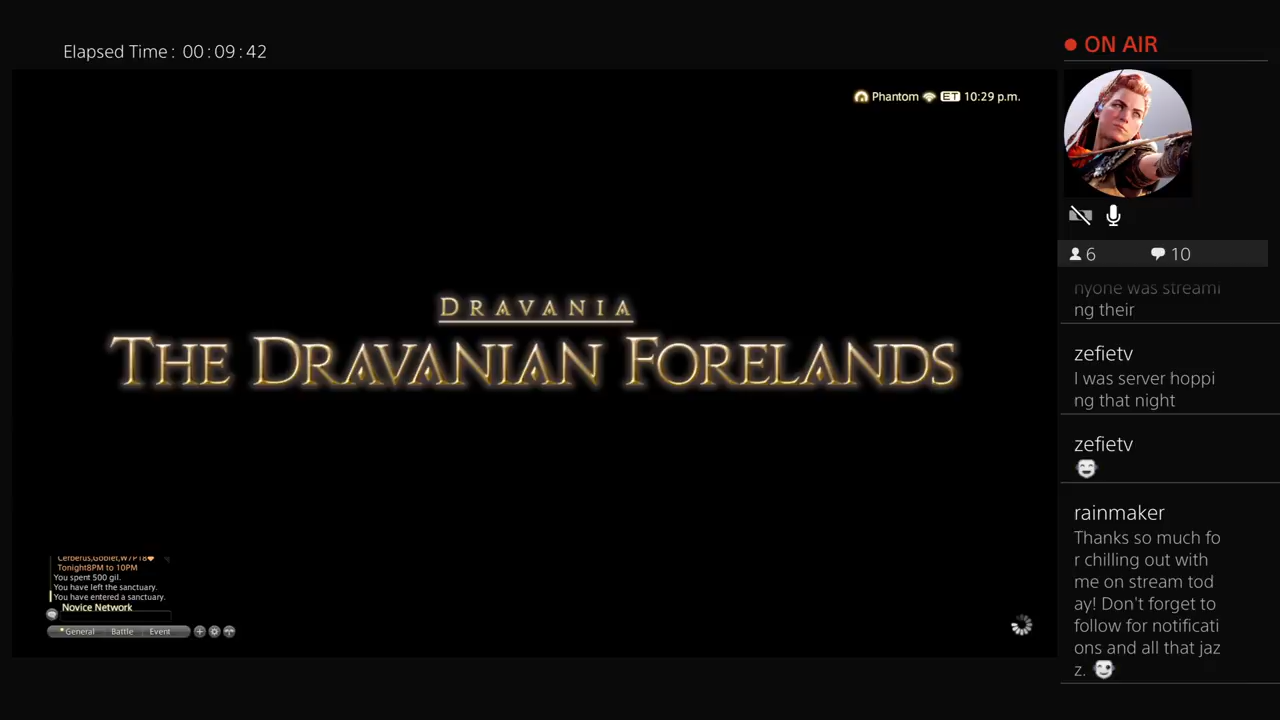 Elapsed Time : 00:09:42
ON AIR
Phantom ET 10:29 p.m.
6 10
nyone was streami
ng their
zefietv
I was server hoppi
ng that night
zefietv
DRAVANIA
THE DRAVANIAN FORELANDS
rainmaker
Thanks so much fo
r chilling out with
me on stream tod
ay! Don't forget to
follow for notificati
ons and all that jaz
z.
Cerberus,Goblet,W7P18
Tonight8PM to 10PM
You spent 500 gil.
You have left the sanctuary.
You have entered a sanctuary.
Novice Network
General Battle Event